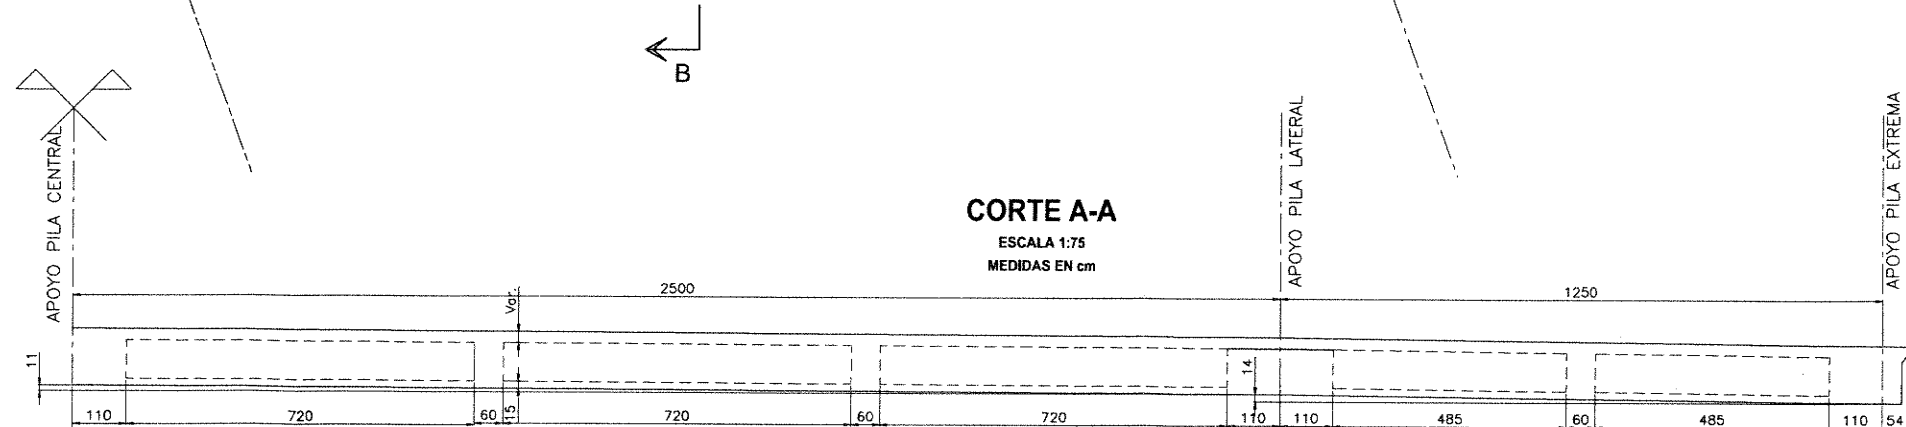 B
APOYO PILA CENTRAL
APOYO PILA LATERAL
APOYO PILA EXTREMA
CORTE A-A
ESCALA 1:75
MEDIDAS EN cm
2500
1250
Var.
11
14
15
110 720 60 720 60 720 110 110 485 60 485 110 54